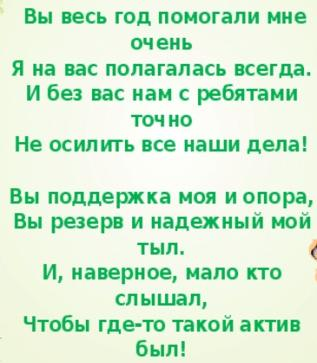 Вы весь год помогали мне
очень
Я на вас полагалась всегда.
И без вас нам с ребятами
точно
Не осилить все наши дела!

Вы поддержка моя и опора,
Вы резерв и надежный мой
тыл.
И, наверное, мало кто
слышал,
Чтобы где-то такой актив
был!